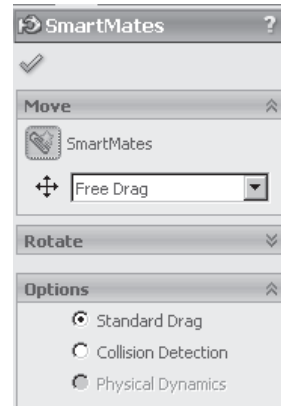 SmartMates ?
Move
SmartMates
Free Drag
Rotate
Options
Standard Drag
Collision Detection
Physical Dynamics